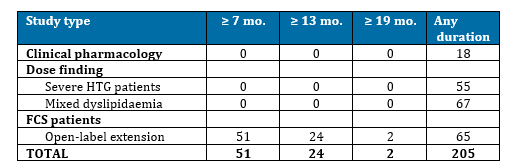 Study type ≥ 7 mo. ≥ 13 mo. ≥ 19 mo. Any duration
Clinical pharmacology 0 0 0 18
Dose finding
Severe HTG patients 0 0 0 55
Mixed dyslipidaemia 0 0 0 67
FCS patients
Open-label extension 51 24 2 65
TOTAL 51 24 2 205